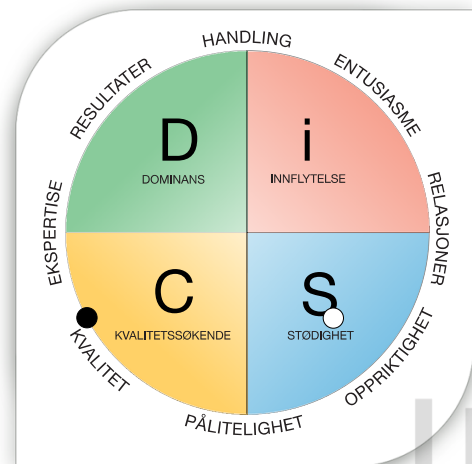 HANDLING
RESULTATER
ENTUSIASME
D
DOMINANS
i
INNFLYTELSE
EKSPERTISE
RELASJONER
C
KVALITETSSØKENDE
S
STØDIGHET
KVALITET
OPPRIKTIGHET
PÅLITELIGHET